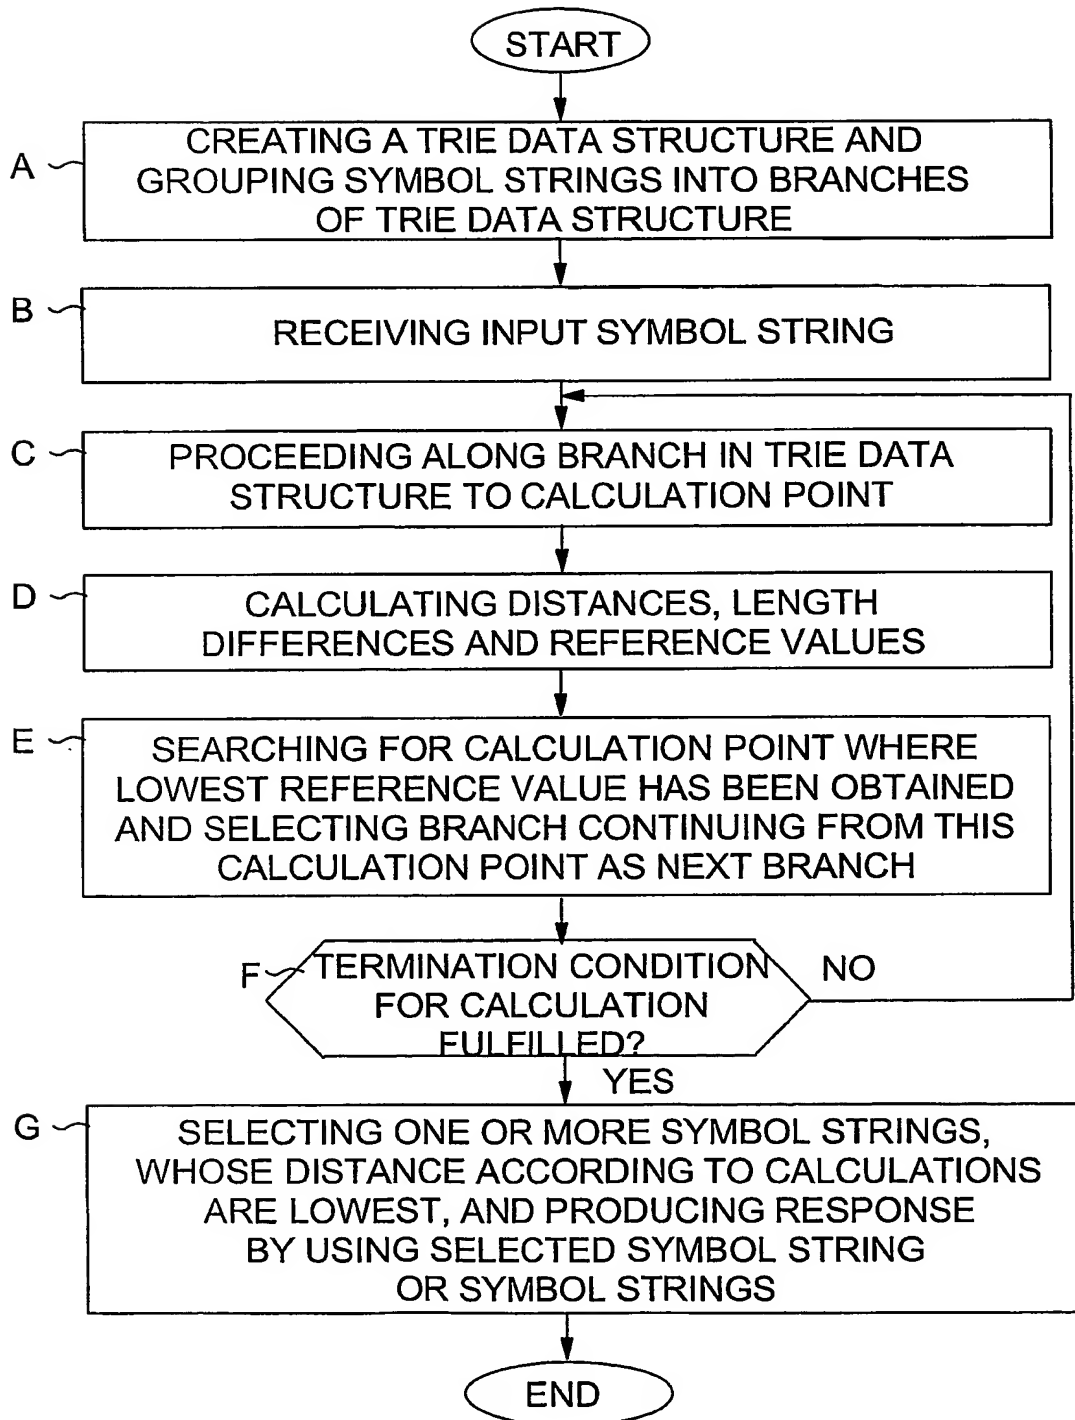 START
A
CREATING A TRIE DATA STRUCTURE AND
GROUPING SYMBOL STRINGS INTO BRANCHES
OF TRIE DATA STRUCTURE
B
RECEIVING INPUT SYMBOL STRING
C
PROCEEDING ALONG BRANCH IN TRIE DATA
STRUCTURE TO CALCULATION POINT
D
CALCULATING DISTANCES, LENGTH
DIFFERENCES AND REFERENCE VALUES
E
SEARCHING FOR CALCULATION POINT WHERE
LOWEST REFERENCE VALUE HAS BEEN OBTAINED
AND SELECTING BRANCH CONTINUING FROM THIS
CALCULATION POINT AS NEXT BRANCH
F
TERMINATION CONDITION
FOR CALCULATION
FULFILLED?
NO
YES
G
SELECTING ONE OR MORE SYMBOL STRINGS,
WHOSE DISTANCE ACCORDING TO CALCULATIONS
ARE LOWEST, AND PRODUCING RESPONSE
BY USING SELECTED SYMBOL STRING
OR SYMBOL STRINGS
END